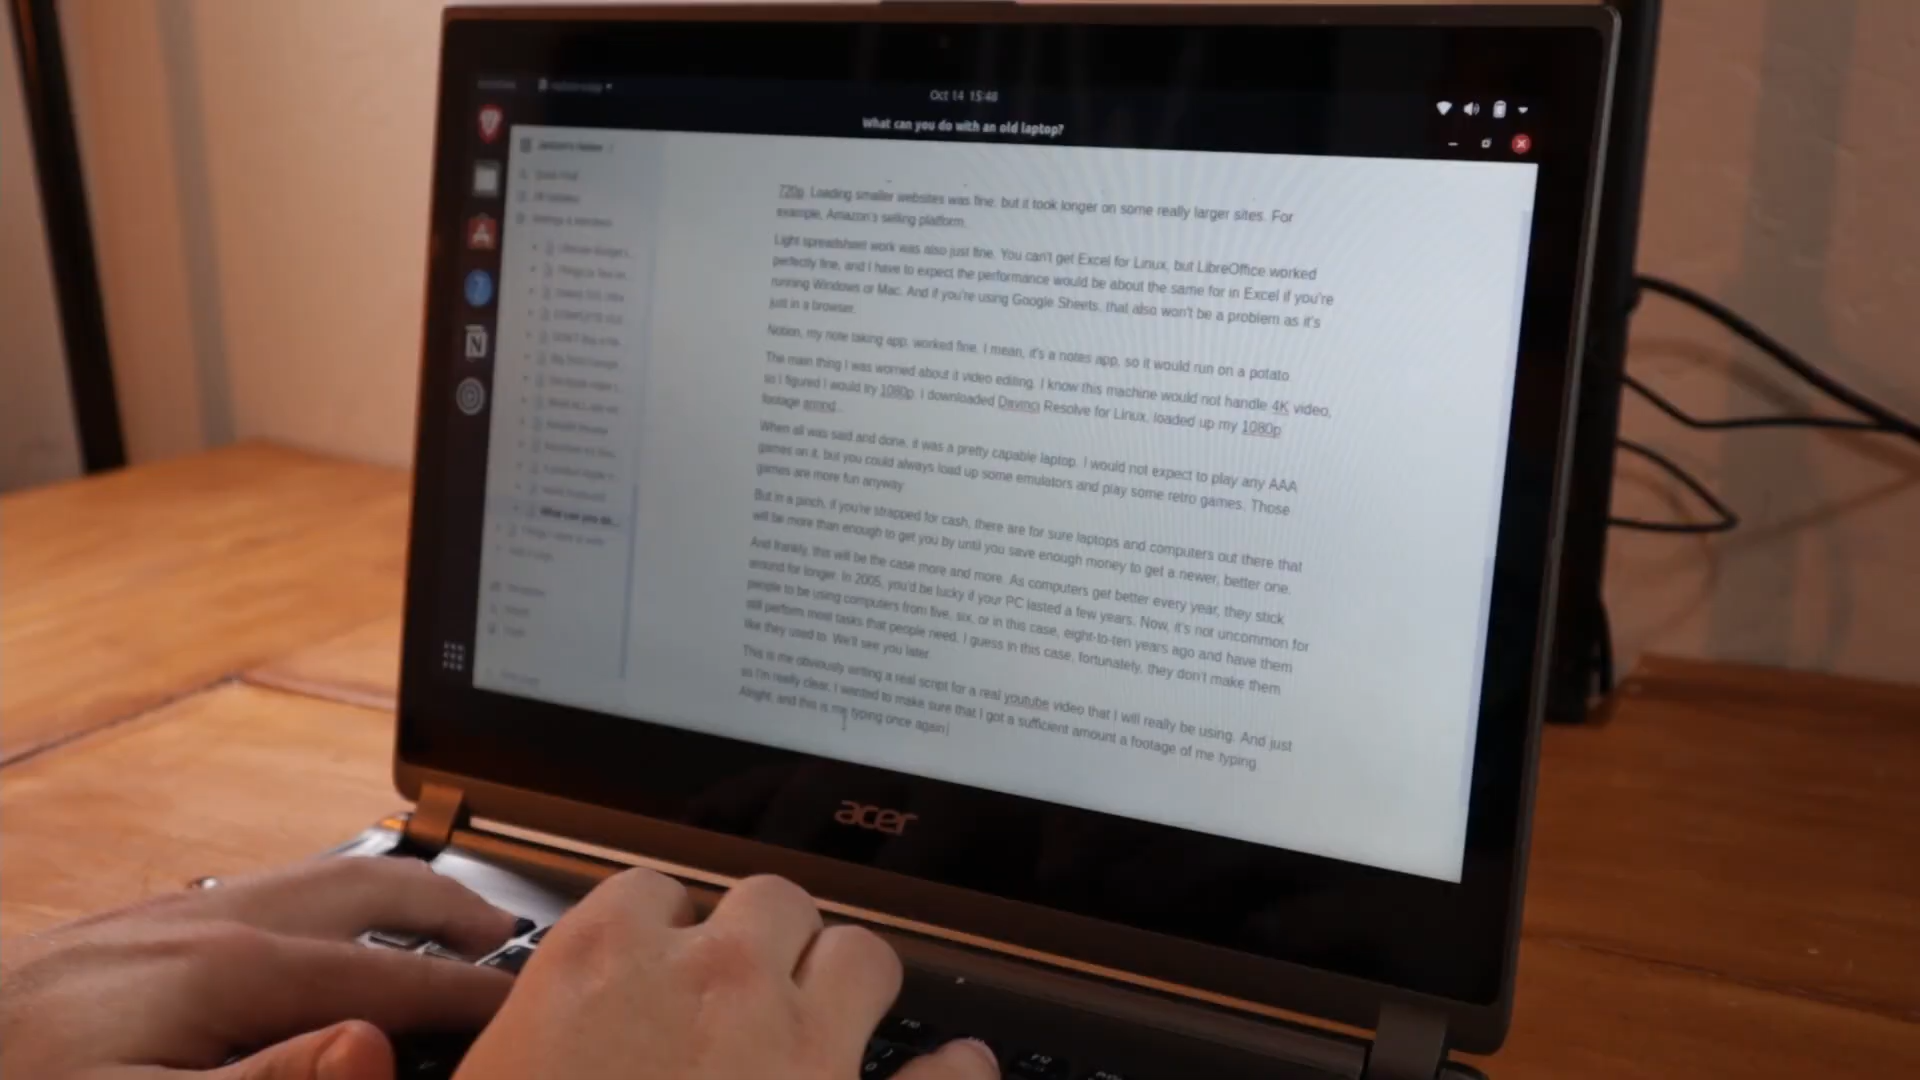 Oct 14 15:48
What can you do with an old laptop?
720p. Loading smaller websites was fine, but it took longer on some really larger sites. For
example, Amazon's selling platform.
Light spreadsheet work was also just fine. You can't get Excel for Linux, but LibreOffice worked
perfectly fine, and I have to expect the performance would be about the same for in Excel if you're
running Windows or Mac. And if you're using Google Sheets, that also won't be a problem as it's
just in a browser.
Notion, my note taking app, worked fine. I mean, it's a notes app, so it would run on a potato.
The main thing I was worried about it video editing. I know this machine would not handle 4K video,
so I figured I would try 1080p. I downloaded Davinci Resolve for Linux, loaded up my 1080p
footage amind...
When all was said and done, it was a pretty capable laptop. I would not expect to play any AAA
games on it, but you could always load up some emulators and play some retro games. Those
games are more fun anyway.
But in a pinch, if you're strapped for cash, there are for sure laptops and computers out there that
will be more than enough to get you by until you save enough money to get a newer, better one.
And frankly, this will be the case more and more. As computers get better every year, they stick
around for longer. In 2005, you'd be lucky if your PC lasted a few years. Now, it's not uncommon for
people to be using computers from five, six, or in this case, eight-to-ten years ago and have them
still perform most tasks that people need. I guess in this case, fortunately, they don't make them
like they used to. We'll see you later.
This is me obviously writing a real script for a real youtube video that I will really be using. And just
so I'm really clear, I wanted to make sure that I got a sufficient amount a footage of me typing
Alright, and this is me typing once again
acer
F10
F12